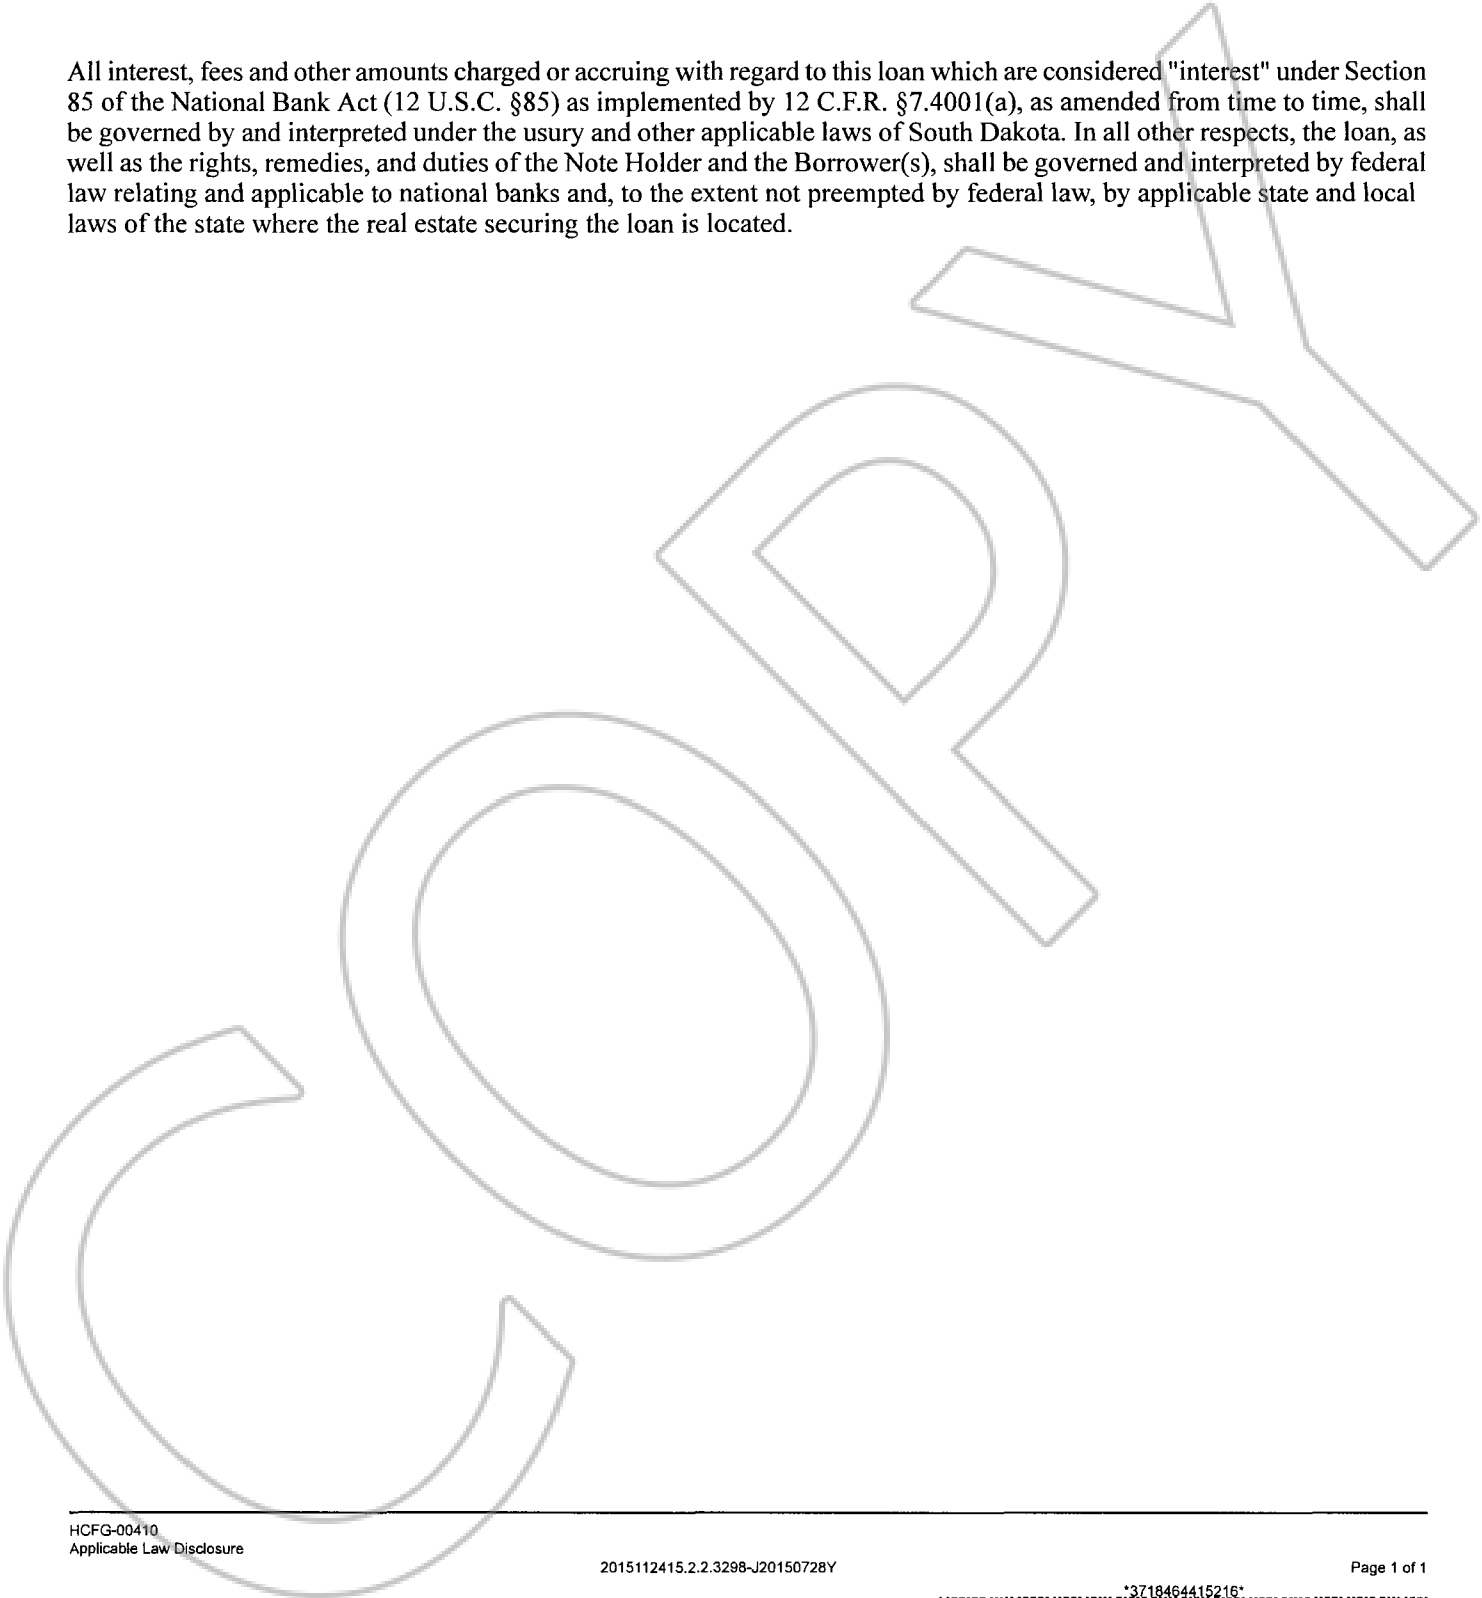 All interest, fees and other amounts charged or accruing with regard to this loan which are considered "interest" under Section
85 of the National Bank Act (12 U.S.C. §85) as implemented by 12 C.F.R. §7.4001(a), as amended from time to time, shall
be governed by and interpreted under the usury and other applicable laws of South Dakota. In all other respects, the loan, as
well as the rights, remedies, and duties of the Note Holder and the Borrower(s), shall be governed and interpreted by federal
law relating and applicable to national banks and, to the extent not preempted by federal law, by applicable state and local
laws of the state where the real estate securing the loan is located.
COPY
HCFG-00410
Applicable Law Disclosure
2015112415.2.2.3298-J20150728Y
Page 1 of 1
*3718464415216*